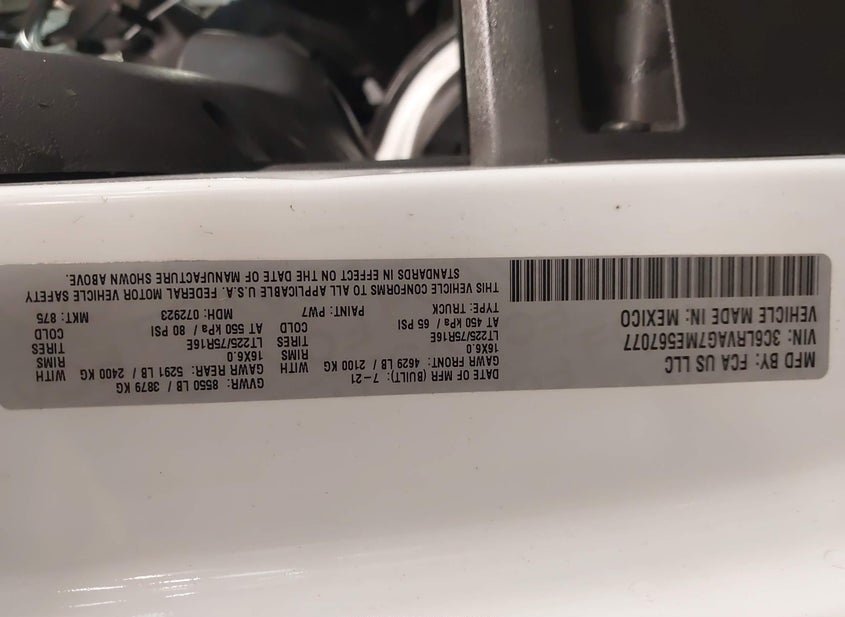 MFD BY: FCA US LLC
VIN: 3C6LRVAG7ME567077
VEHICLE MADE IN: MEXICO
DATE OF MFR (BUILT): 7-21
GAWR FRONT: 4629 LB / 2100 KG WITH
16X6.0 RIMS
LT225/75R16E TIRES
AT 450 kPa / 65 PSI COLD
TYPE: TRUCK PAINT: PW7
GVWR: 8550 LB / 3879 KG
GAWR REAR: 5291 LB / 2400 KG WITH
16X6.0 RIMS
LT225/75R16E TIRES
AT 550 kPa / 80 PSI COLD
MDH: 072923 MKT: 875
THIS VEHICLE CONFORMS TO ALL APPLICABLE U.S.A. FEDERAL MOTOR VEHICLE SAFETY
STANDARDS IN EFFECT ON THE DATE OF MANUFACTURE SHOWN ABOVE.